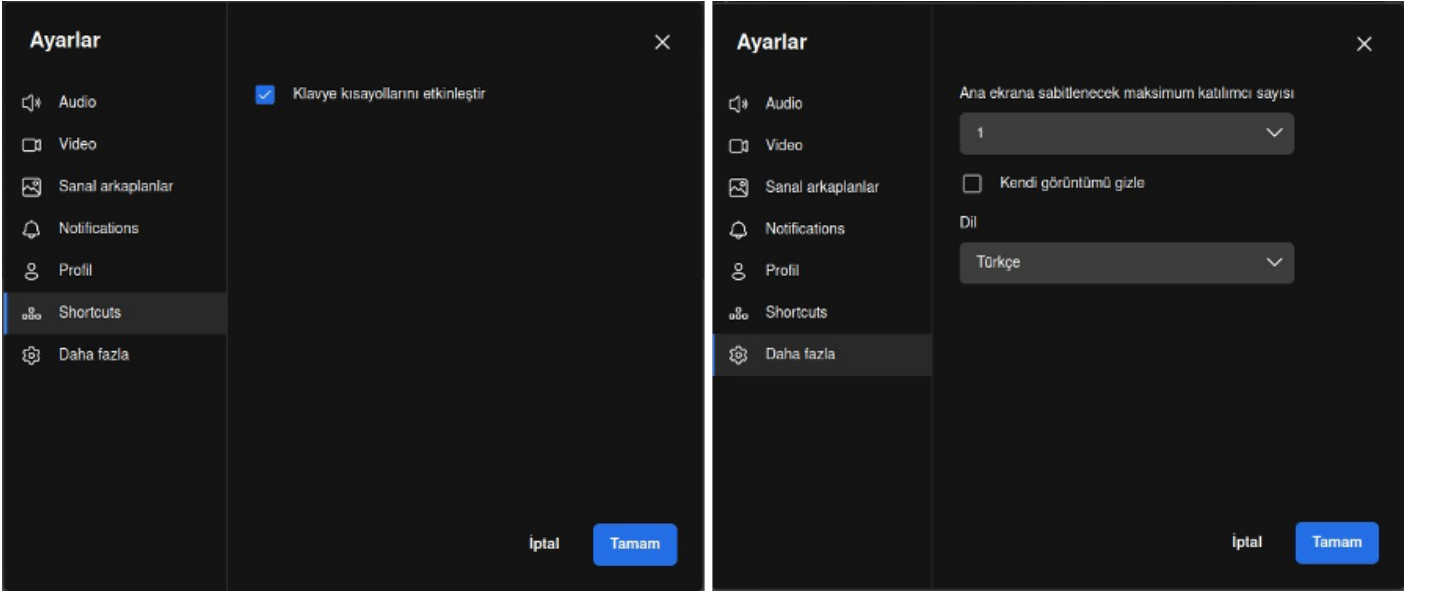 Ayarlar
Audio
Video
Sanal arkaplanlar
Notifications
Profil
Shortcuts
Daha fazla
Klavye kısayollarını etkinleştir
İptal
Tamam
Ayarlar
Audio
Video
Sanal arkaplanlar
Notifications
Profil
Shortcuts
Daha fazla
Ana ekrana sabitlenecek maksimum katılımcı sayısı
1
Kendi görüntümü gizle
Dil
Türkçe
İptal
Tamam